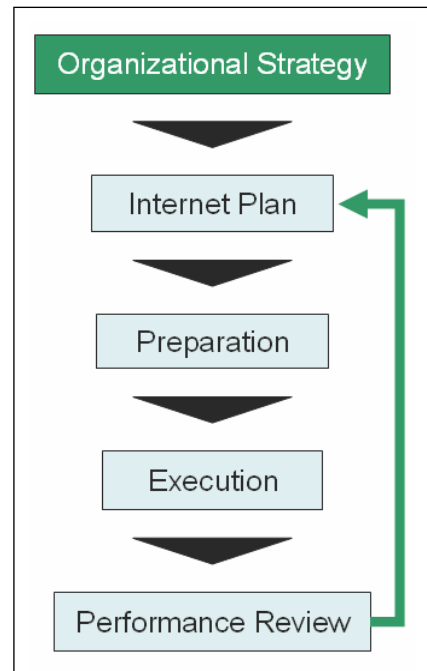 Organizational Strategy
Internet Plan
Preparation
Execution
Performance Review